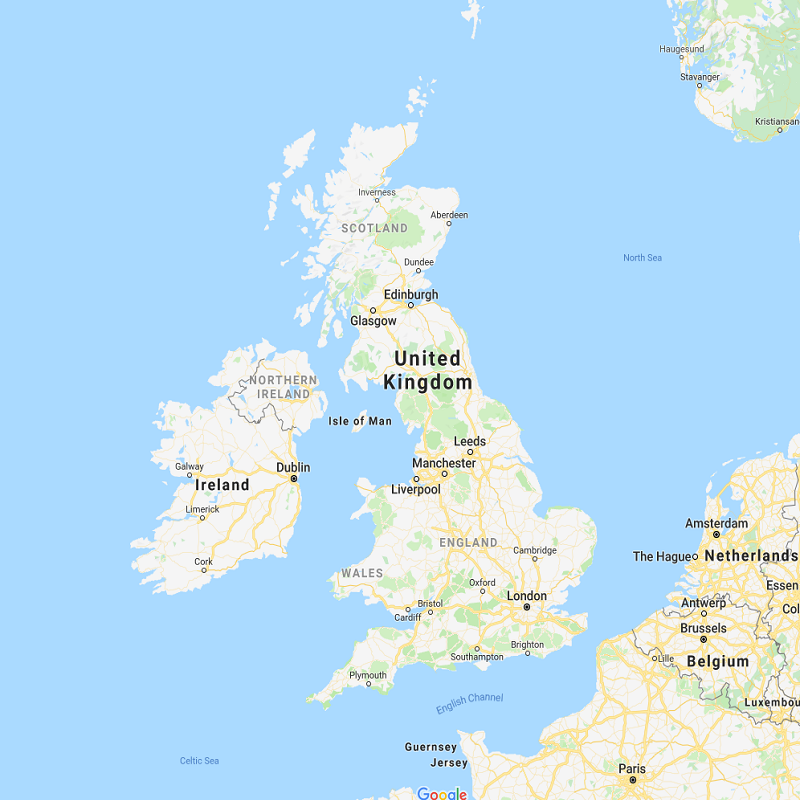 Haugesund
Stavanger
Kristiansan
Inverness
Aberdeen
SCOTLAND
North Sea
Dundee
Edinburgh
Glasgow
United
Kingdom
NORTHERN
IRELAND
Isle of Man
Leeds
Manchester
Galway
Dublin
Ireland
Liverpool
Limerick
Amsterdam
ENGLAND
Cambridge
The Hague
Netherlands
Cork
WALES
Oxford
Essen
London
Antwerp
Col
Bristol
Cardiff
Brussels
Brighton
Southampton
Lille
Belgium
Plymouth
English Channel
Luxembou
Guernsey
Jersey
Celtic Sea
Paris
Google